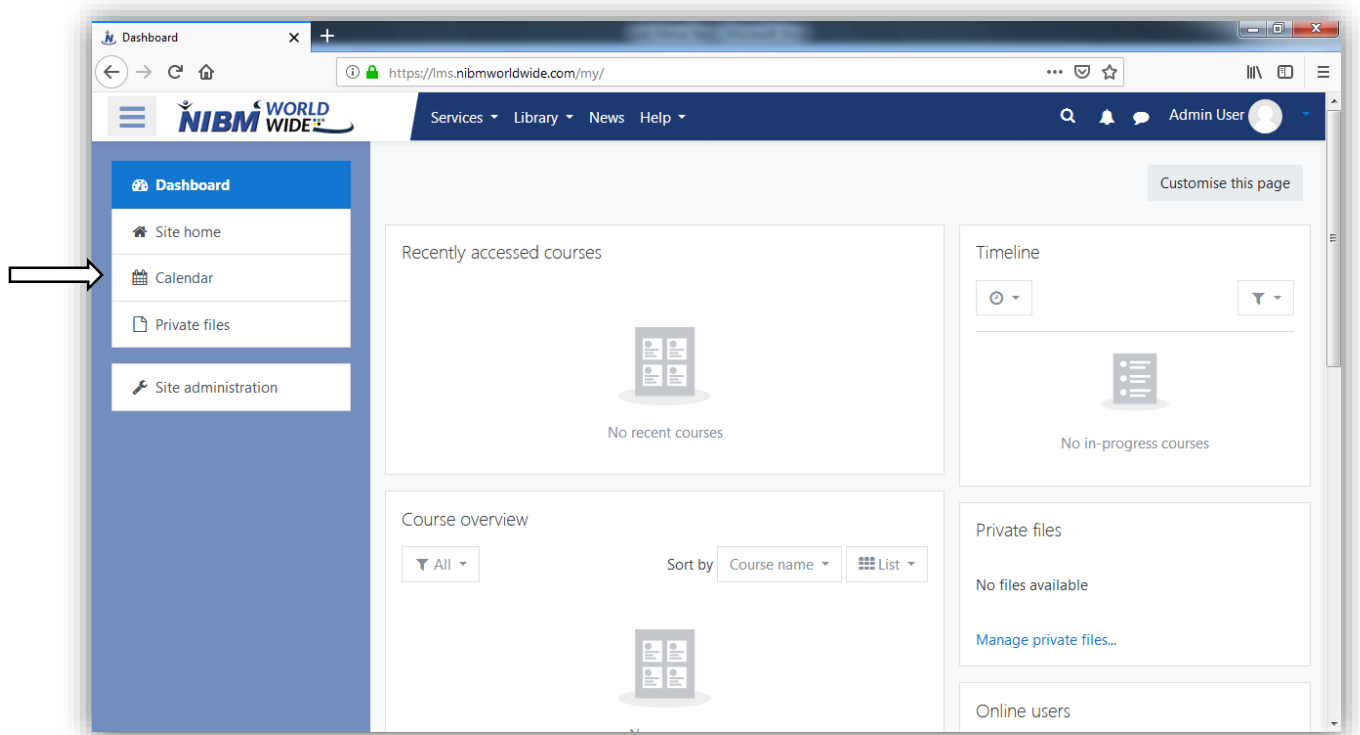 Dashboard
https://lms.nibmworldwide.com/my/
NIBM WORLD WIDE
Services Library News Help
Admin User
Dashboard
Site home
Calendar
Private files
Site administration
Customise this page
Recently accessed courses
No recent courses
Course overview
All Sort by Course name List
Timeline
No in-progress courses
Private files
No files available
Manage private files...
Online users